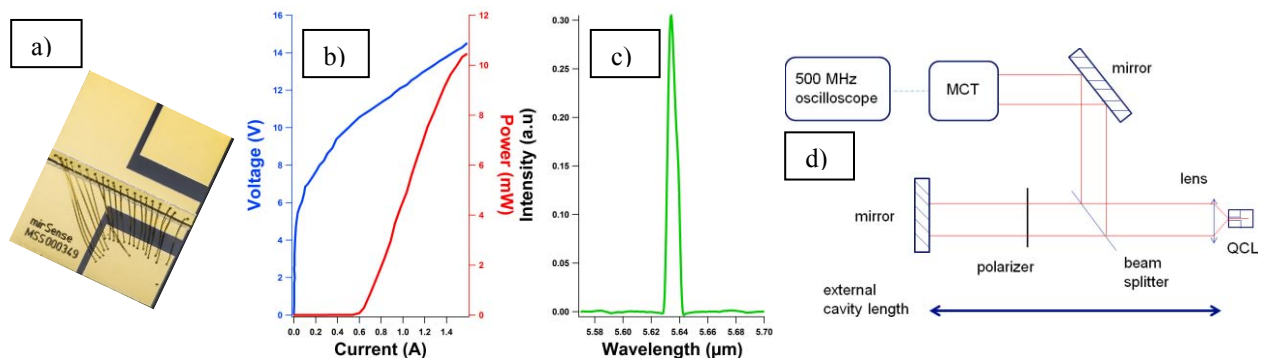 a)
mirSense
MSS000349
b)
16
14
12
10
8
6
4
2
0
Voltage (V)
12
10
8
6
4
2
0
Power (mW)
0.0 0.2 0.4 0.6 0.8 1.0 1.2 1.4
Current (A)
c)
0.30
0.25
0.20
0.15
0.10
0.05
0.00
Intensity (a.u)
5.58 5.60 5.62 5.64 5.66 5.68 5.70
Wavelength (μm)
d)
500 MHz
oscilloscope
MCT
mirror
mirror
lens
polarizer
beam
splitter
QCL
external
cavity length